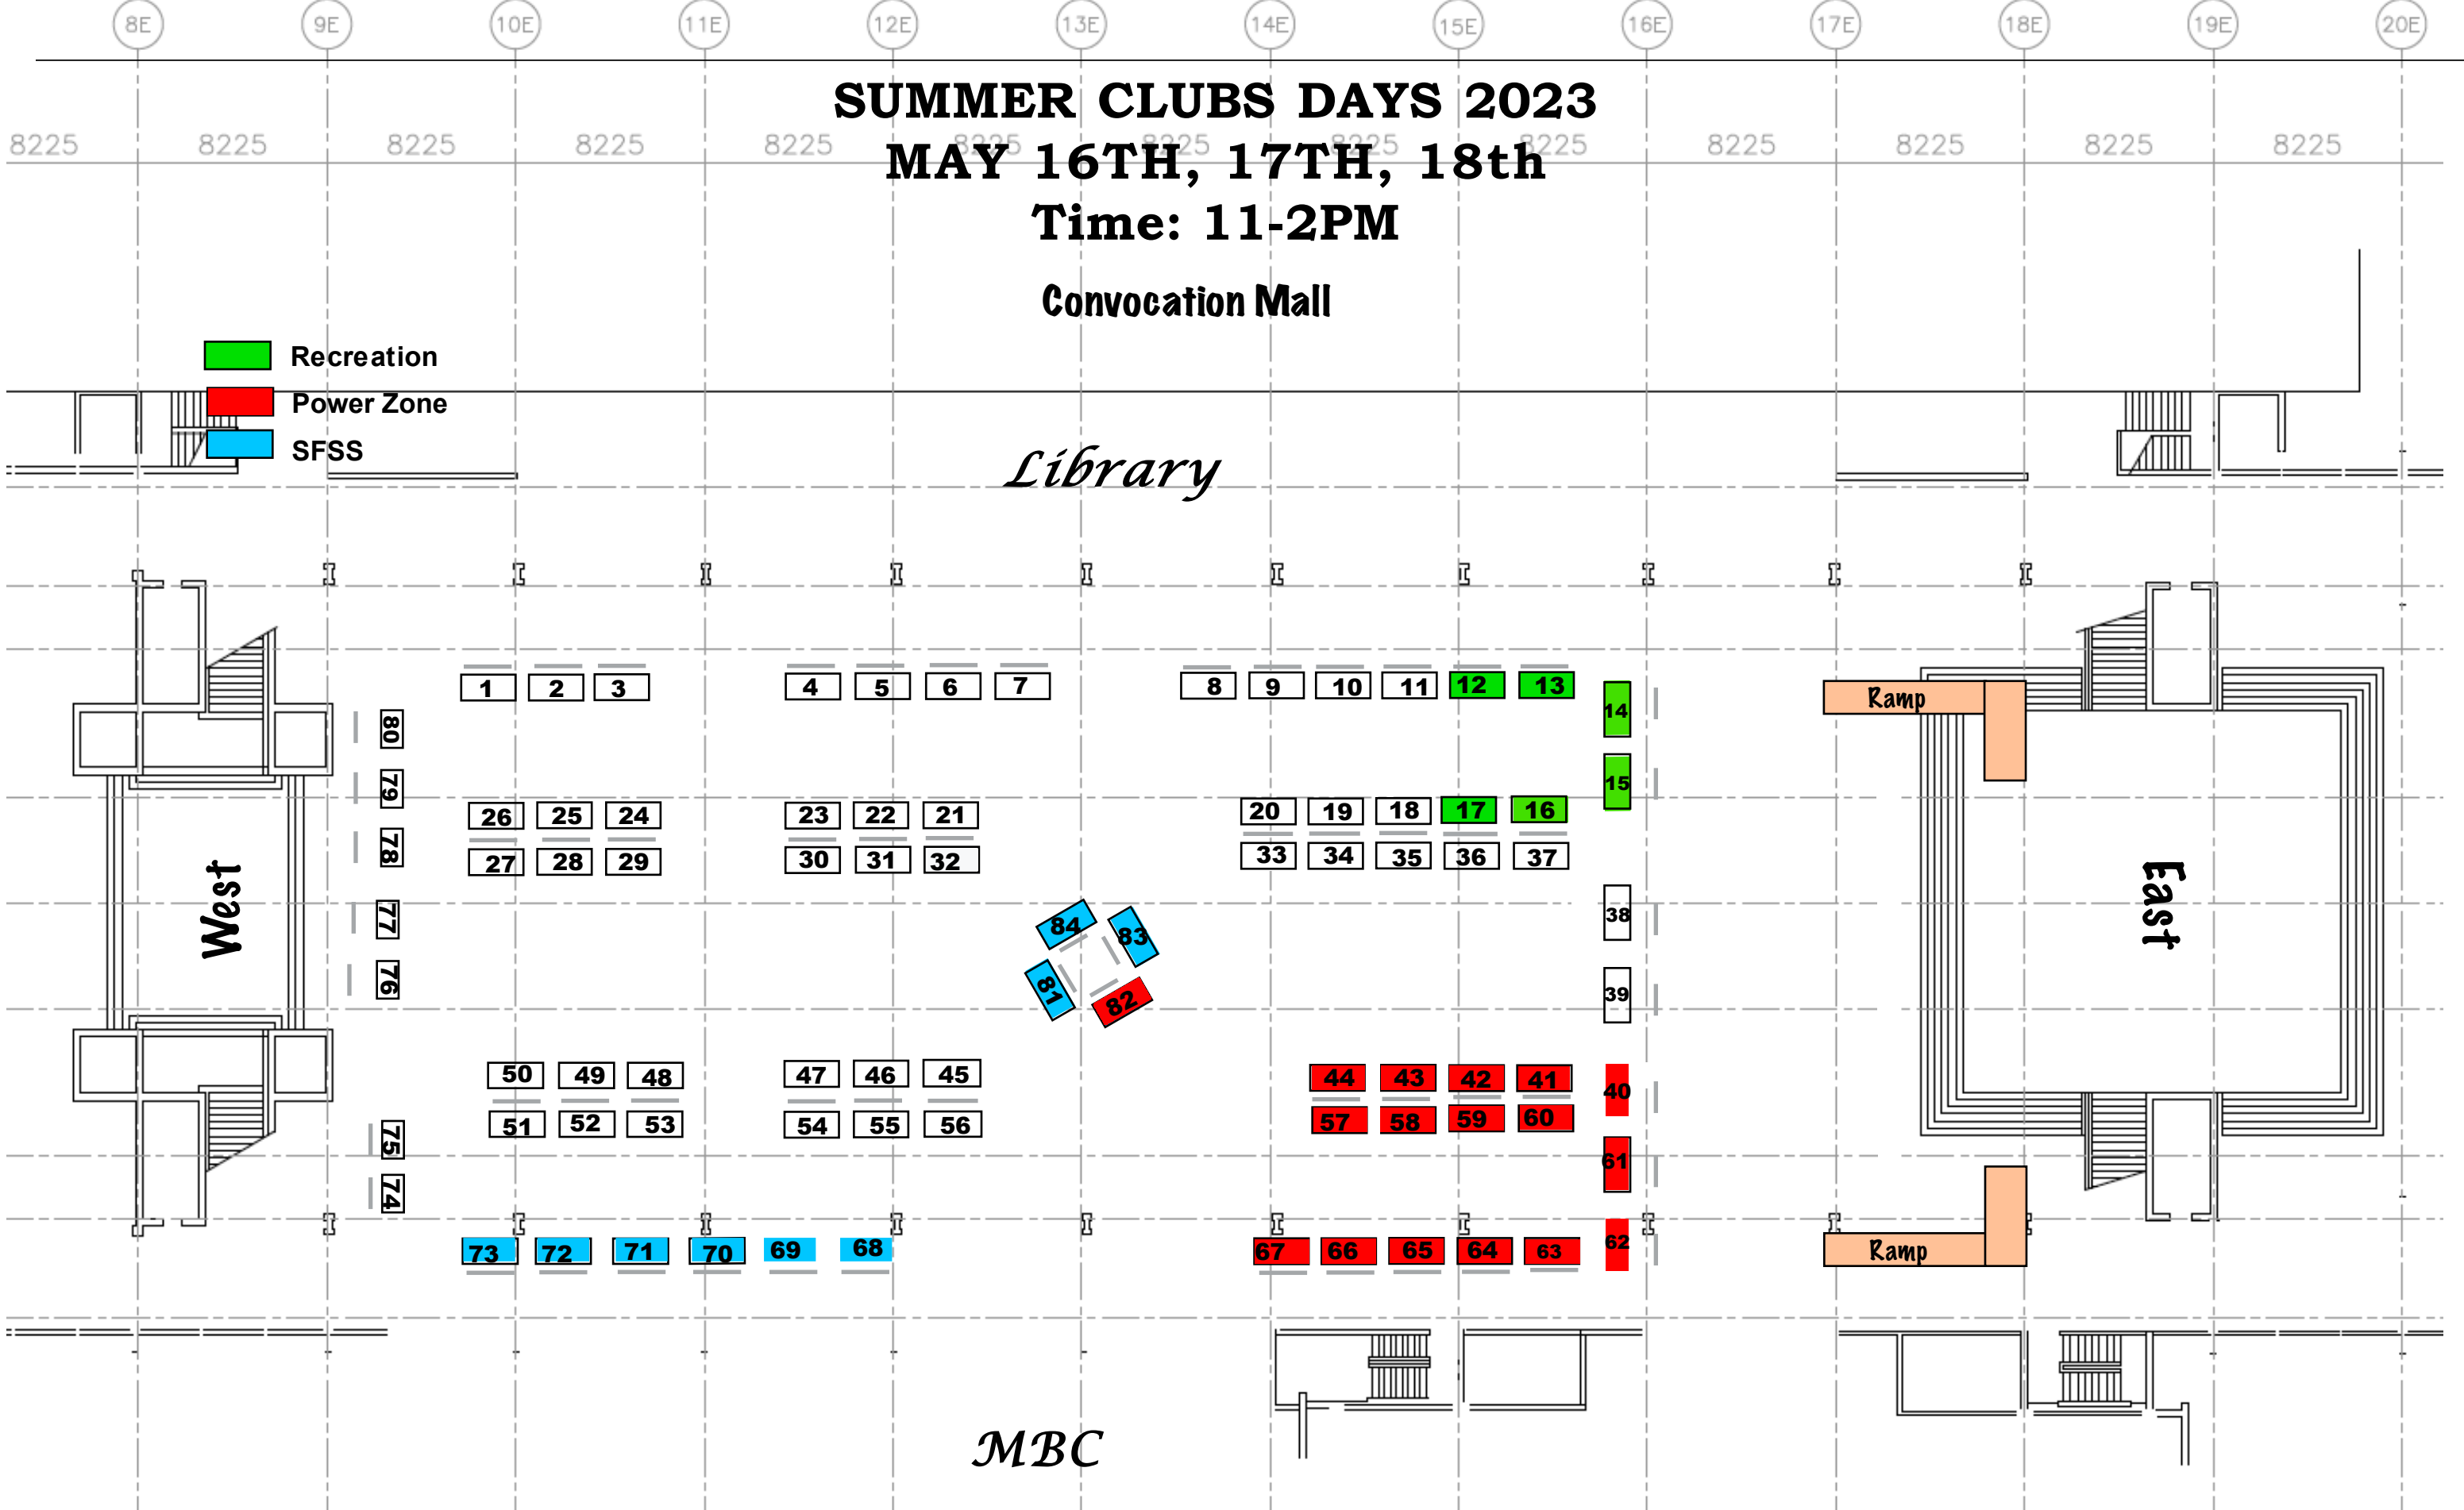 8E 9E 10E 11E 12E 13E 14E 15E 16E 17E 18E 19E 20E
SUMMER CLUBS DAYS 2023
8225 8225 8225 8225 8225 8225 8225 8225 8225 8225 8225 8225 8225
MAY 16TH, 17TH, 18th
Time: 11-2PM
Convocation Mall
Recreation
Power Zone
SFSS
Library
1 2 3 4 5 6 7 8 9 10 11 12 13
14
Ramp
80
79
15
26 25 24 23 22 21 20 19 18 17 16
78
27 28 29 30 31 32 33 34 35 36 37
West
East
77
84 83
38
76
81 82
39
50 49 48 47 46 45 44 43 42 41
40
51 52 53 54 55 56 57 58 59 60
75
61
74
73 72 71 70 69 68 67 66 65 64 63
62
Ramp
MBC